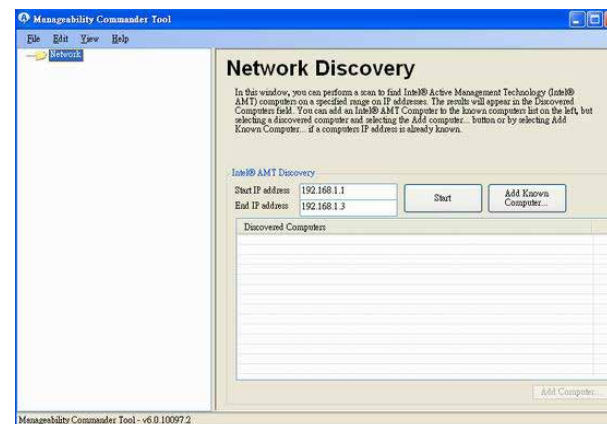 Manageability Commander Tool
File Edit View Help
Network
Network Discovery
In this window, you can perform a scan to find Intel® Active Management Technology (Intel®
AMT) computers on a specified range on IP addresses. The results will appear in the Discovered
Computers field. You can add an Intel® AMT Computer to the known computers list on the left, but
selecting a discovered computer and selecting the Add computer... button or by selecting Add
Known Computer... if a computers IP address is already known.
Intel® AMT Discovery
Start IP address 192.168.1.1
End IP address 192.168.1.3
Start
Add Known
Computer...
Discovered Computers
Add Computer...
Manageability Commander Tool - v6.0.10097.2